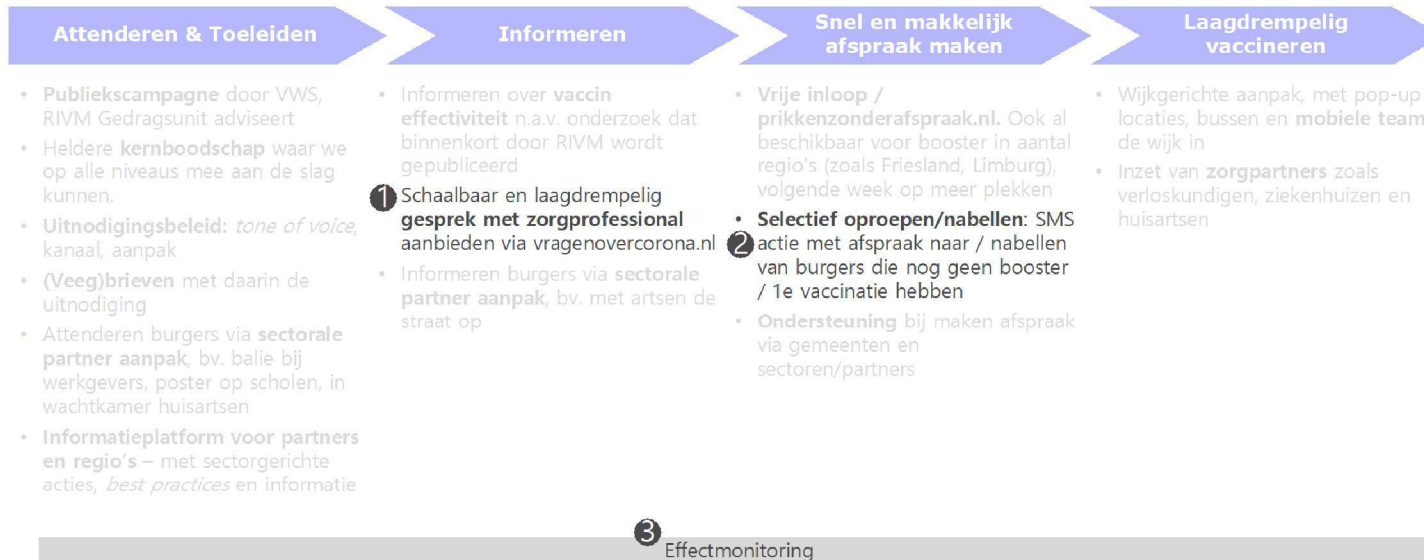 Attenderen & Toeleiden
• Publiekscampagne door VWS,
RIVM Gedragsunit adviseert
• Heldere kernboodschap waar we
op alle niveaus mee aan de slag
kunnen.
• Uitnodigingsbeleid: tone of voice,
kanaal, aanpak
• (Veeg)brieven met daarin de
uitnodiging
• Attenderen burgers via sectorale
partner aanpak, bv. balie bij
werkgevers, poster op scholen, in
wachtkamer huisartsen
• Informatieplatform voor partners
en regio's – met sectorgerichte
acties, best practices en informatie
Informeren
• Informeren over vaccin
effectiviteit n.a.v. onderzoek dat
binnenkort door RIVM wordt
gepubliceerd
1 Schaalbaar en laagdrempelig
gesprek met zorgprofessional
aanbieden via vragenovercorona.nl
• Informeren burgers via sectorale
partner aanpak, bv. met artsen de
straat op
Snel en makkelijk
afspraak maken
• Vrije inloop /
prikkenzonderafspraak.nl. Ook al
beschikbaar voor booster in aantal
regio's (zoals Friesland, Limburg),
volgende week op meer plekken
• Selectief oproepen/nabellen: SMS
2 actie met afspraak naar / nabellen
van burgers die nog geen booster
/ 1e vaccinatie hebben
• Ondersteuning bij maken afspraak
via gemeenten en
sectoren/partners
Laagdrempelig
vaccineren
• Wijkgerichte aanpak, met pop-up
locaties, bussen en mobiele team
de wijk in
• Inzet van zorgpartners zoals
verloskundigen, ziekenhuizen en
huisartsen
3
Effectmonitoring